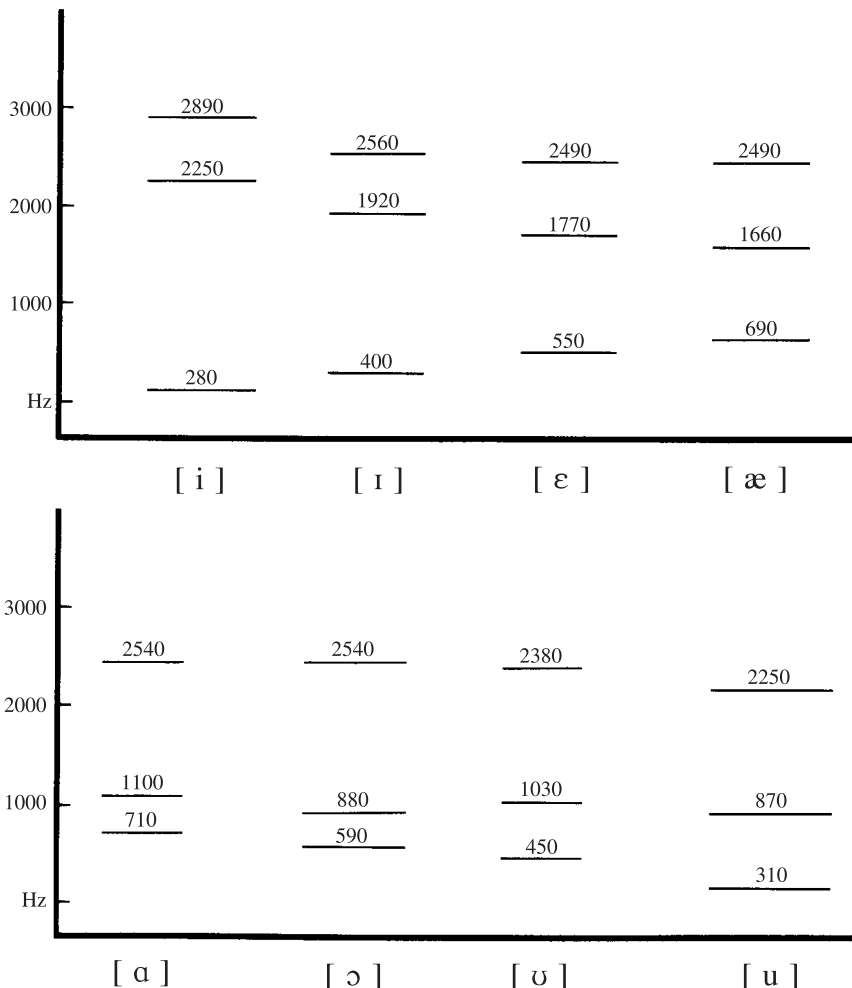 3000 2890
2560 2490 2490
2250
2000 1920
1770 1660
1000
690
550
400
280
Hz
[ i ] [ ɪ ] [ ɛ ] [ æ ]
3000
2540 2540 2380
2250
2000
1100
1000 880 1030 870
710
590 450
310
Hz
[ ɑ ] [ ɔ ] [ ʊ ] [ u ]